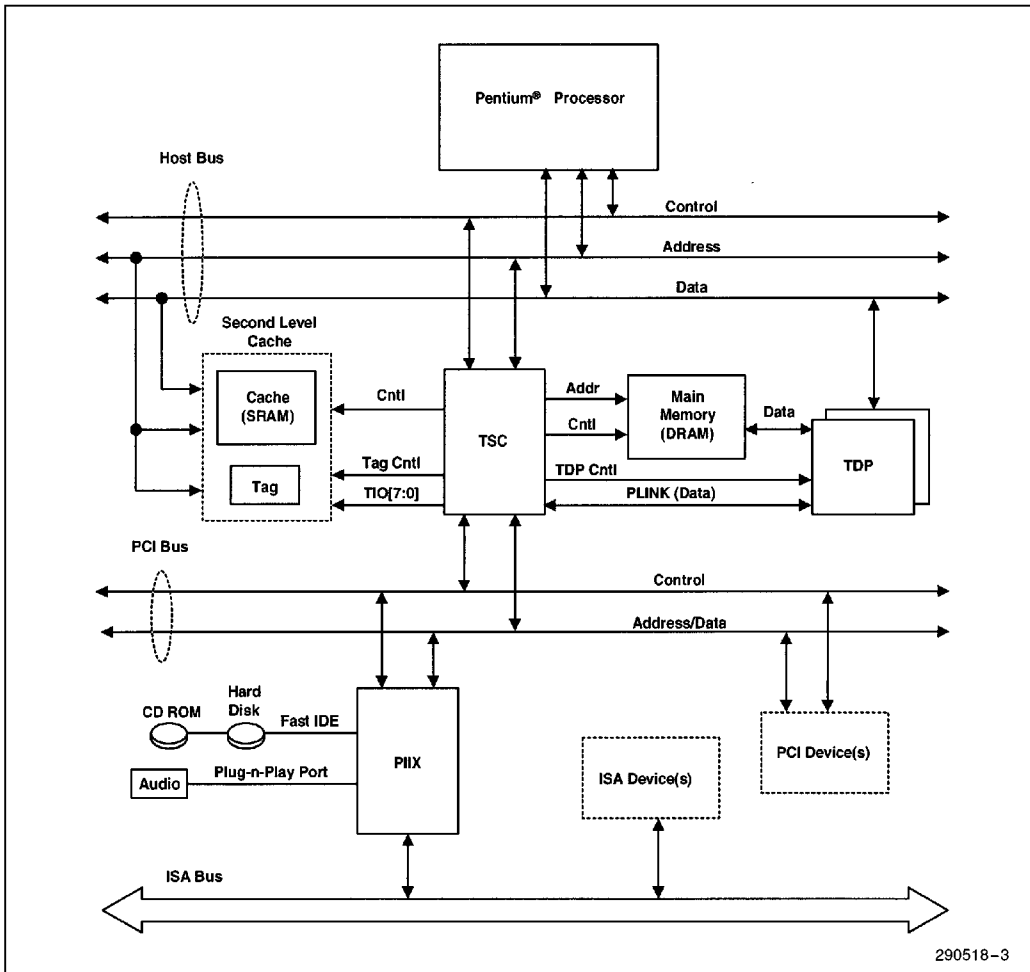 Pentium® Processor
Host Bus
Control
Address
Data
Second Level
Cache
Cache
(SRAM)
Tag
Cntl
Tag Cntl
TIO[7:0]
TSC
Addr
Cntl
Main
Memory
(DRAM)
Data
TDP Cntl
PLINK (Data)
TDP
PCI Bus
Control
Address/Data
CD ROM
Hard
Disk
Fast IDE
Audio
Plug-n-Play Port
PIIX
ISA Device(s)
PCI Device(s)
ISA Bus
290518-3